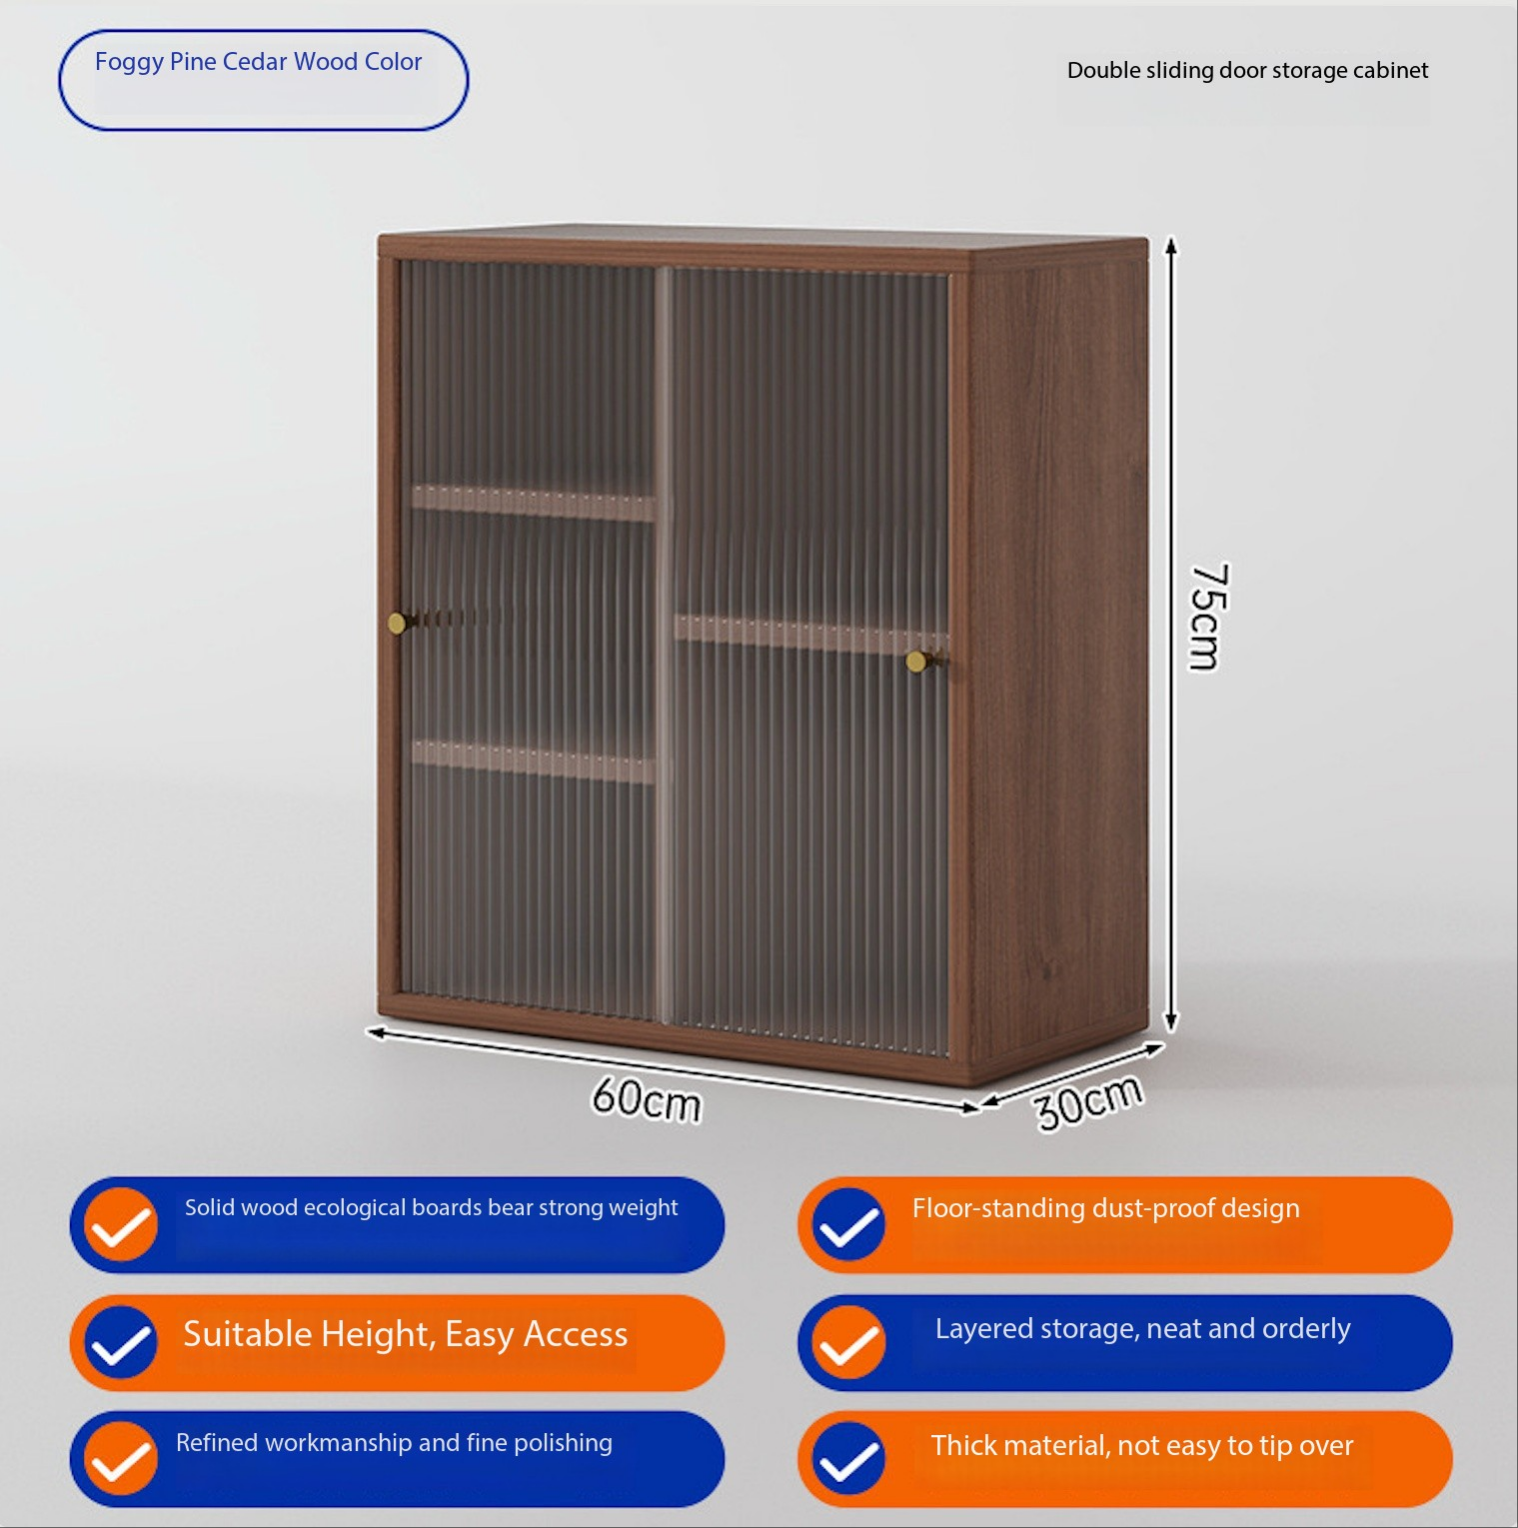 Foggy Pine Cedar Wood Color
Double sliding door storage cabinet
75cm
60cm
30cm
Solid wood ecological boards bear strong weight
Floor-standing dust-proof design
Suitable Height, Easy Access
Layered storage, neat and orderly
Refined workmanship and fine polishing
Thick material, not easy to tip over